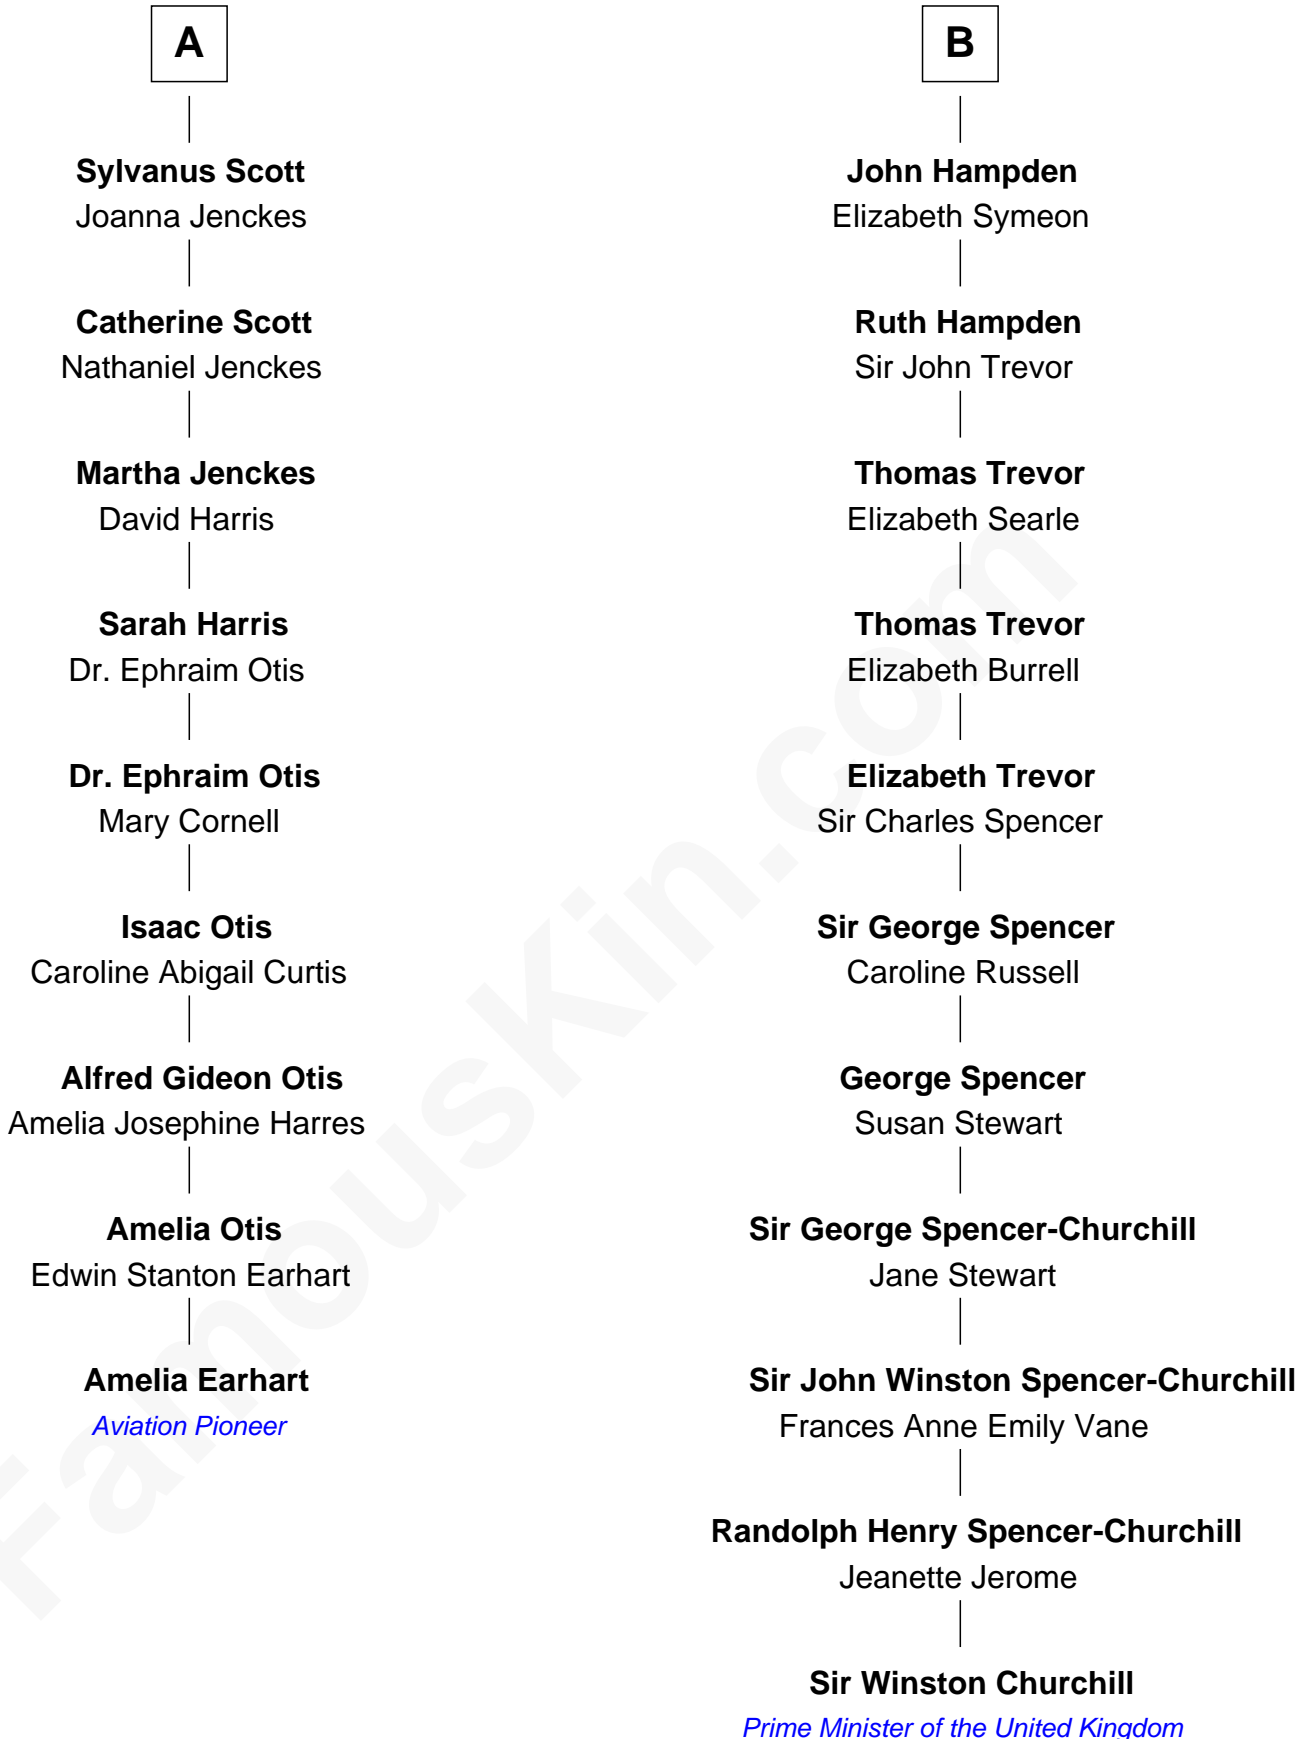 A
Sylvanus Scott
Joanna Jenckes
Catherine Scott
Nathaniel Jenckes
Martha Jenckes
David Harris
Sarah Harris
Dr. Ephraim Otis
Dr. Ephraim Otis
Mary Cornell
Isaac Otis
Caroline Abigail Curtis
Alfred Gideon Otis
Amelia Josephine Harres
Amelia Otis
Edwin Stanton Earhart
Amelia Earhart
Aviation Pioneer
B
John Hampden
Elizabeth Symeon
Ruth Hampden
Sir John Trevor
Thomas Trevor
Elizabeth Searle
Thomas Trevor
Elizabeth Burrell
Elizabeth Trevor
Sir Charles Spencer
Sir George Spencer
Caroline Russell
George Spencer
Susan Stewart
Sir George Spencer-Churchill
Jane Stewart
Sir John Winston Spencer-Churchill
Frances Anne Emily Vane
Randolph Henry Spencer-Churchill
Jeanette Jerome
Sir Winston Churchill
Prime Minister of the United Kingdom
FamousKin.com